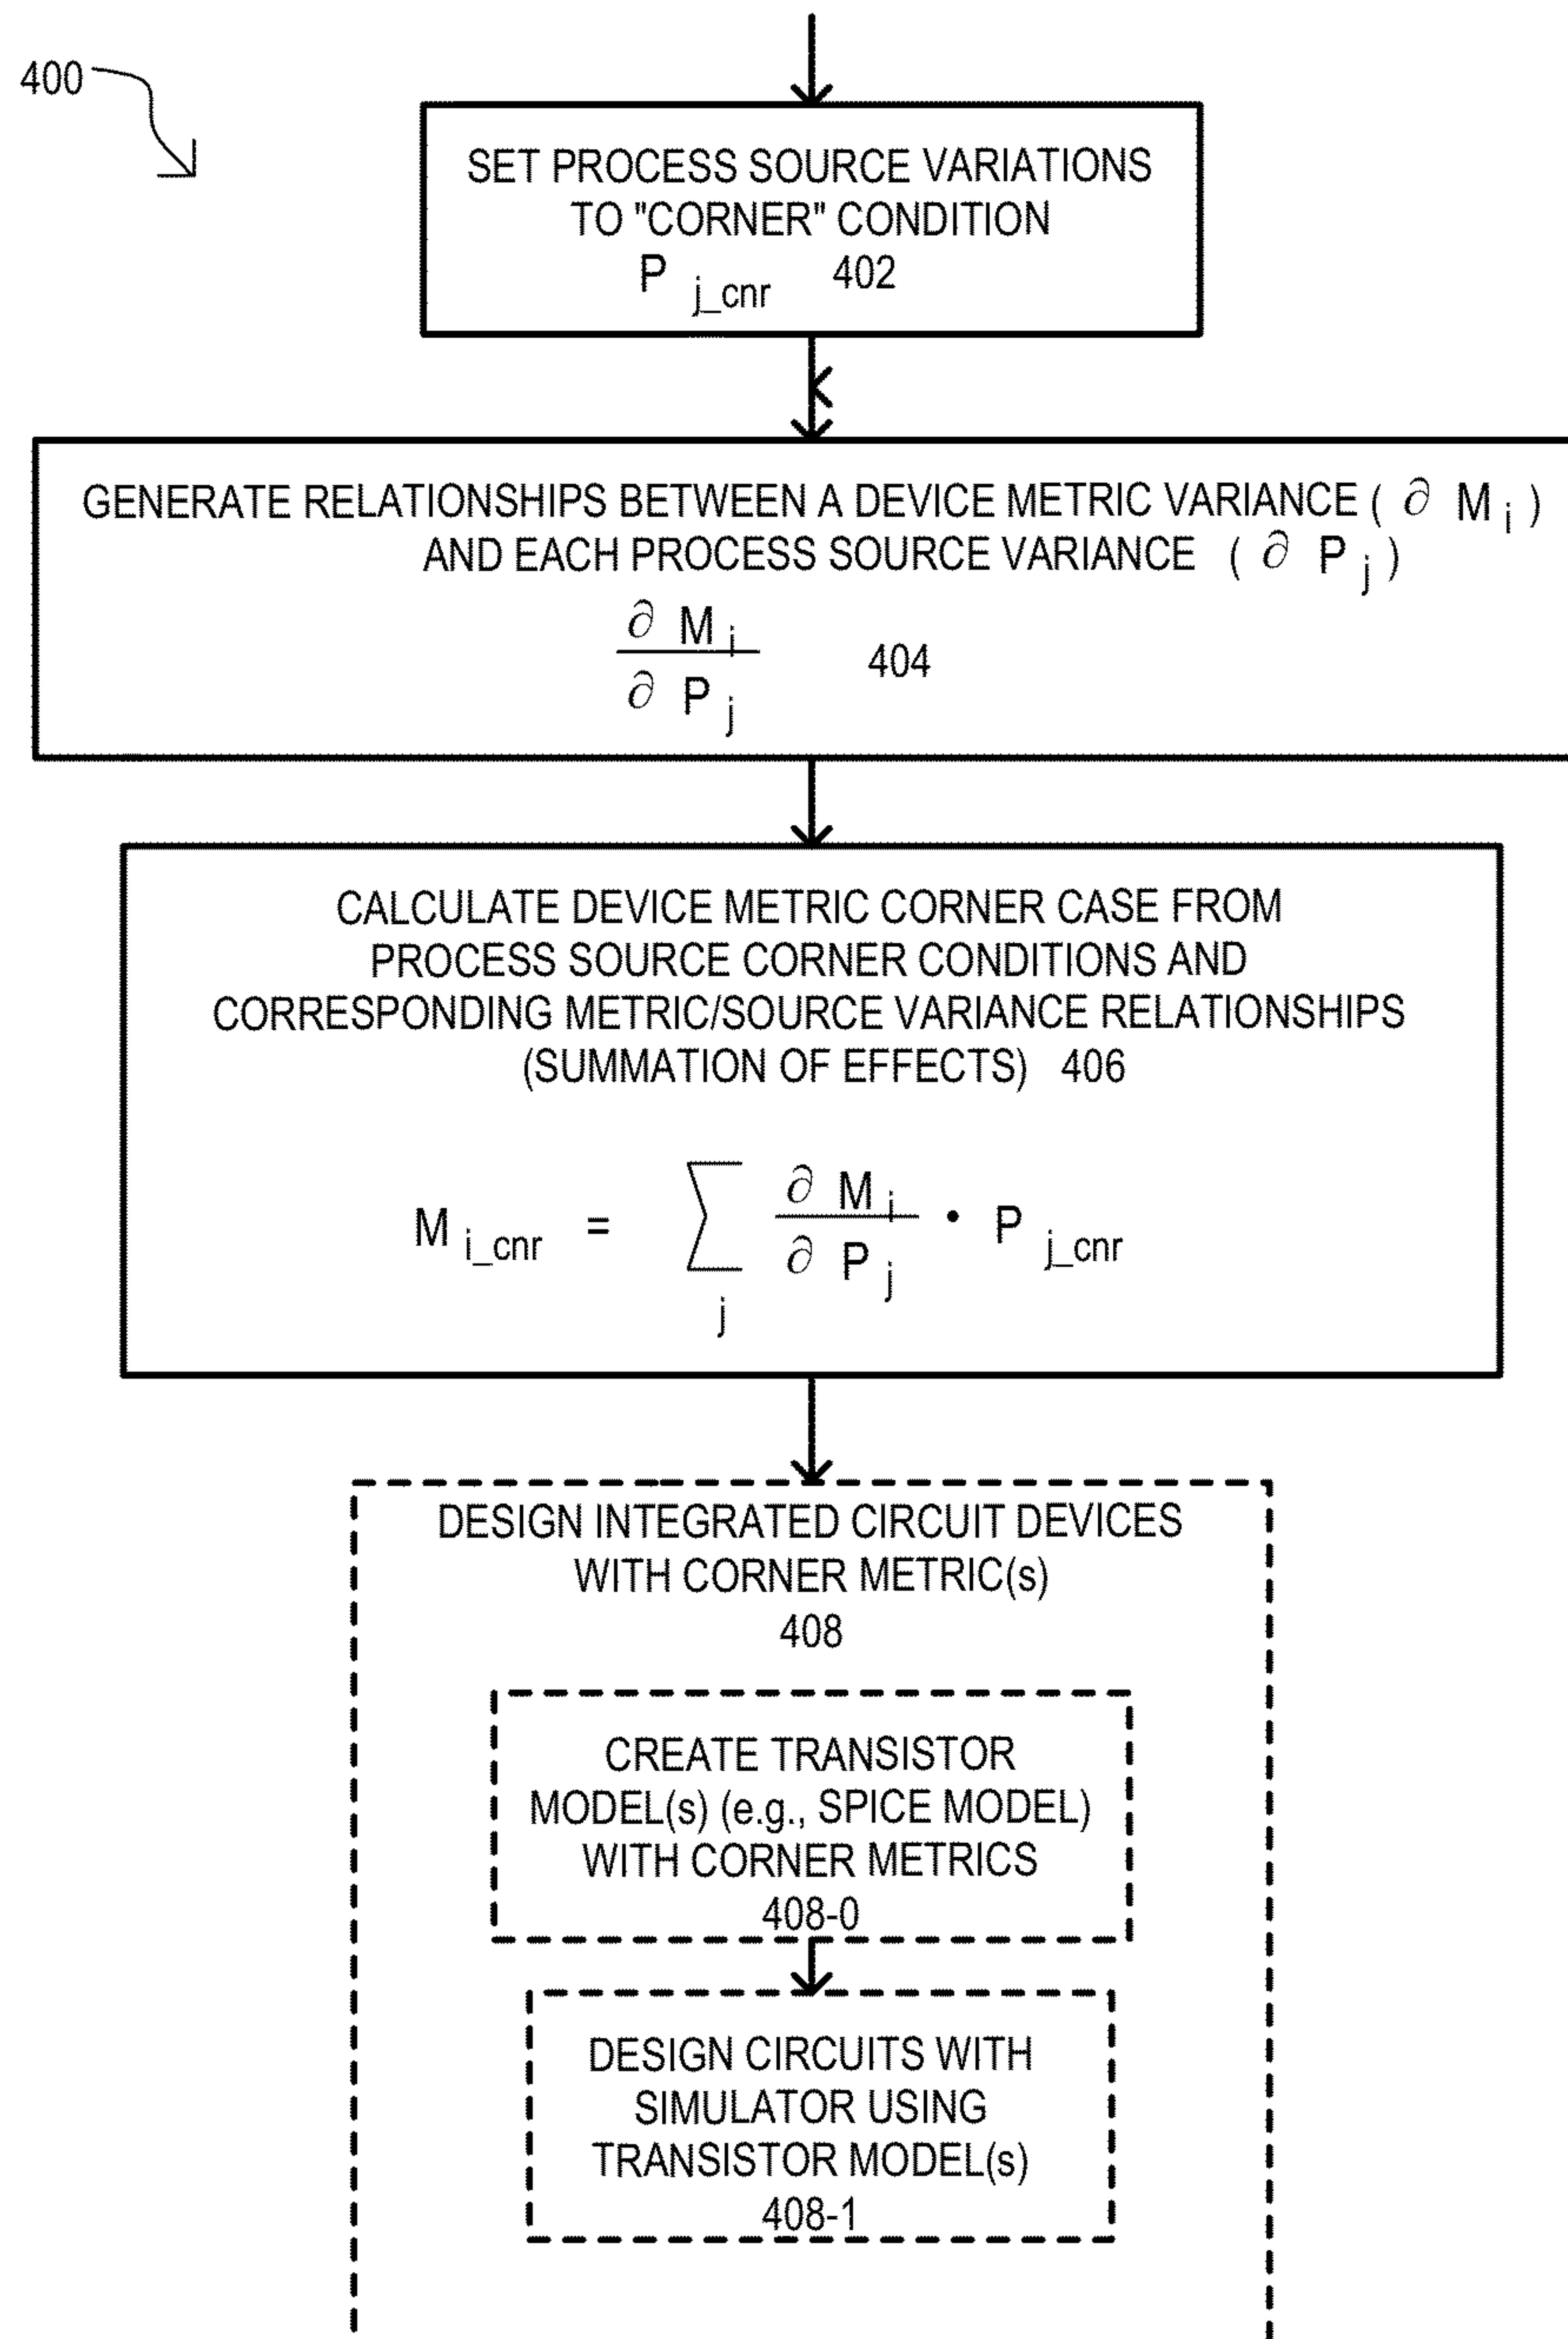 400
SET PROCESS SOURCE VARIATIONS
TO "CORNER" CONDITION
P j_cnr 402
GENERATE RELATIONSHIPS BETWEEN A DEVICE METRIC VARIANCE ( ∂ M i )
AND EACH PROCESS SOURCE VARIANCE ( ∂ P j )
∂ M i
404
∂ P j
CALCULATE DEVICE METRIC CORNER CASE FROM
PROCESS SOURCE CORNER CONDITIONS AND
CORRESPONDING METRIC/SOURCE VARIANCE RELATIONSHIPS
(SUMMATION OF EFFECTS) 406
M i_cnr = ∑ j ∂ M i / ∂ P j • P j_cnr
DESIGN INTEGRATED CIRCUIT DEVICES
WITH CORNER METRIC(s)
408
CREATE TRANSISTOR
MODEL(s) (e.g., SPICE MODEL)
WITH CORNER METRICS
408-0
DESIGN CIRCUITS WITH
SIMULATOR USING
TRANSISTOR MODEL(s)
408-1